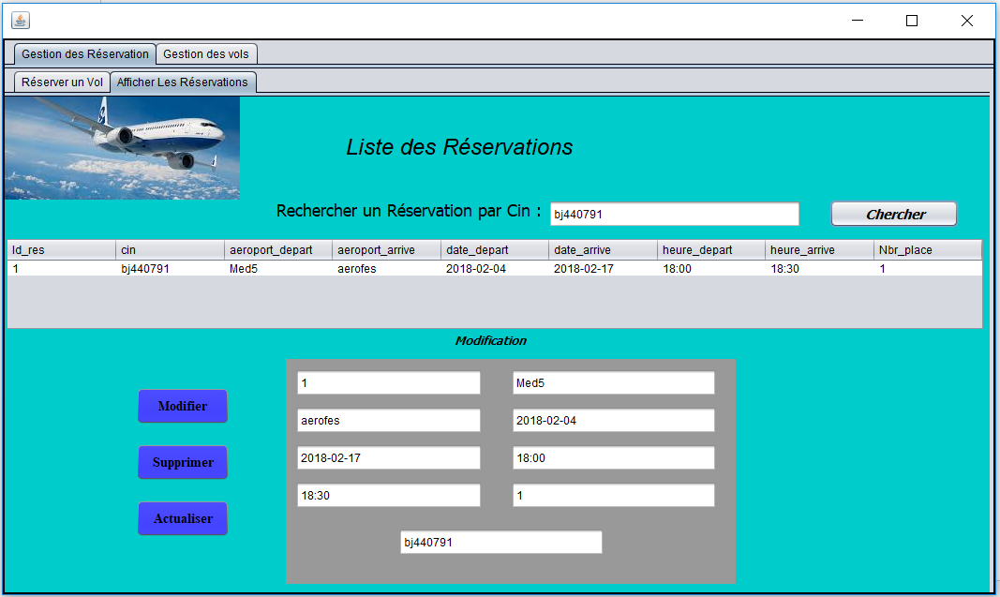 Gestion des Réservation Gestion des vols
Réserver un Vol Afficher Les Réservations
Liste des Réservations
Rechercher un Réservation par Cin : bj440791 Chercher
Id_res cin aeroport_depart aeroport_arrive date_depart date_arrive heure_depart heure_arrive Nbr_place
1 bj440791 Med5 aerofes 2018-02-04 2018-02-17 18:00 18:30 1
Modification
1 Med5
Modifier
aerofes 2018-02-04
2018-02-17 18:00
Supprimer
18:30 1
Actualiser
bj440791